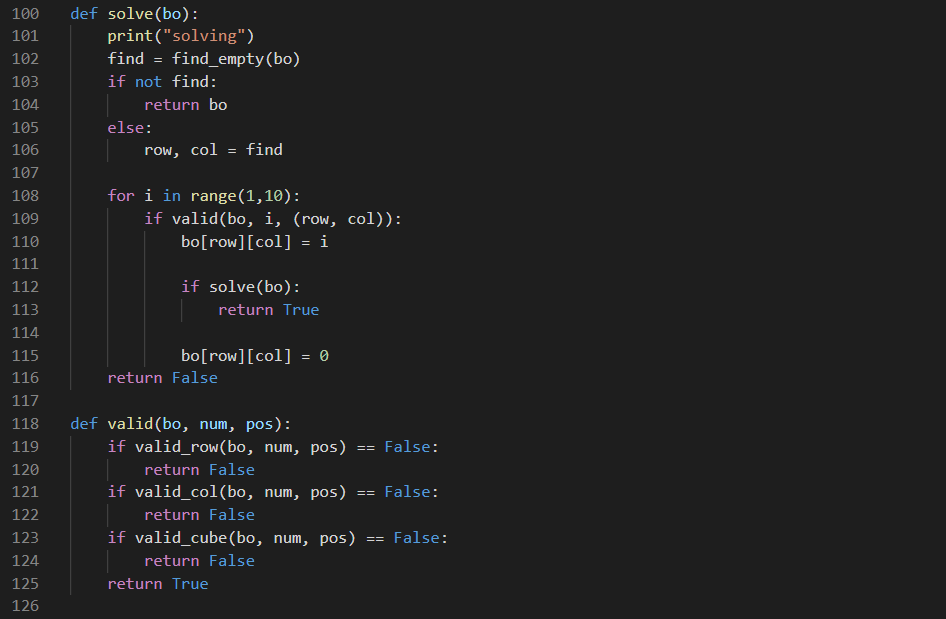 100 def solve(bo):
101     print("solving")
102     find = find_empty(bo)
103     if not find:
104         return bo
105     else:
106         row, col = find
107
108     for i in range(1,10):
109         if valid(bo, i, (row, col)):
110             bo[row][col] = i
111
112             if solve(bo):
113                 return True
114
115             bo[row][col] = 0
116     return False
117
118 def valid(bo, num, pos):
119     if valid_row(bo, num, pos) == False:
120         return False
121     if valid_col(bo, num, pos) == False:
122         return False
123     if valid_cube(bo, num, pos) == False:
124         return False
125     return True
126